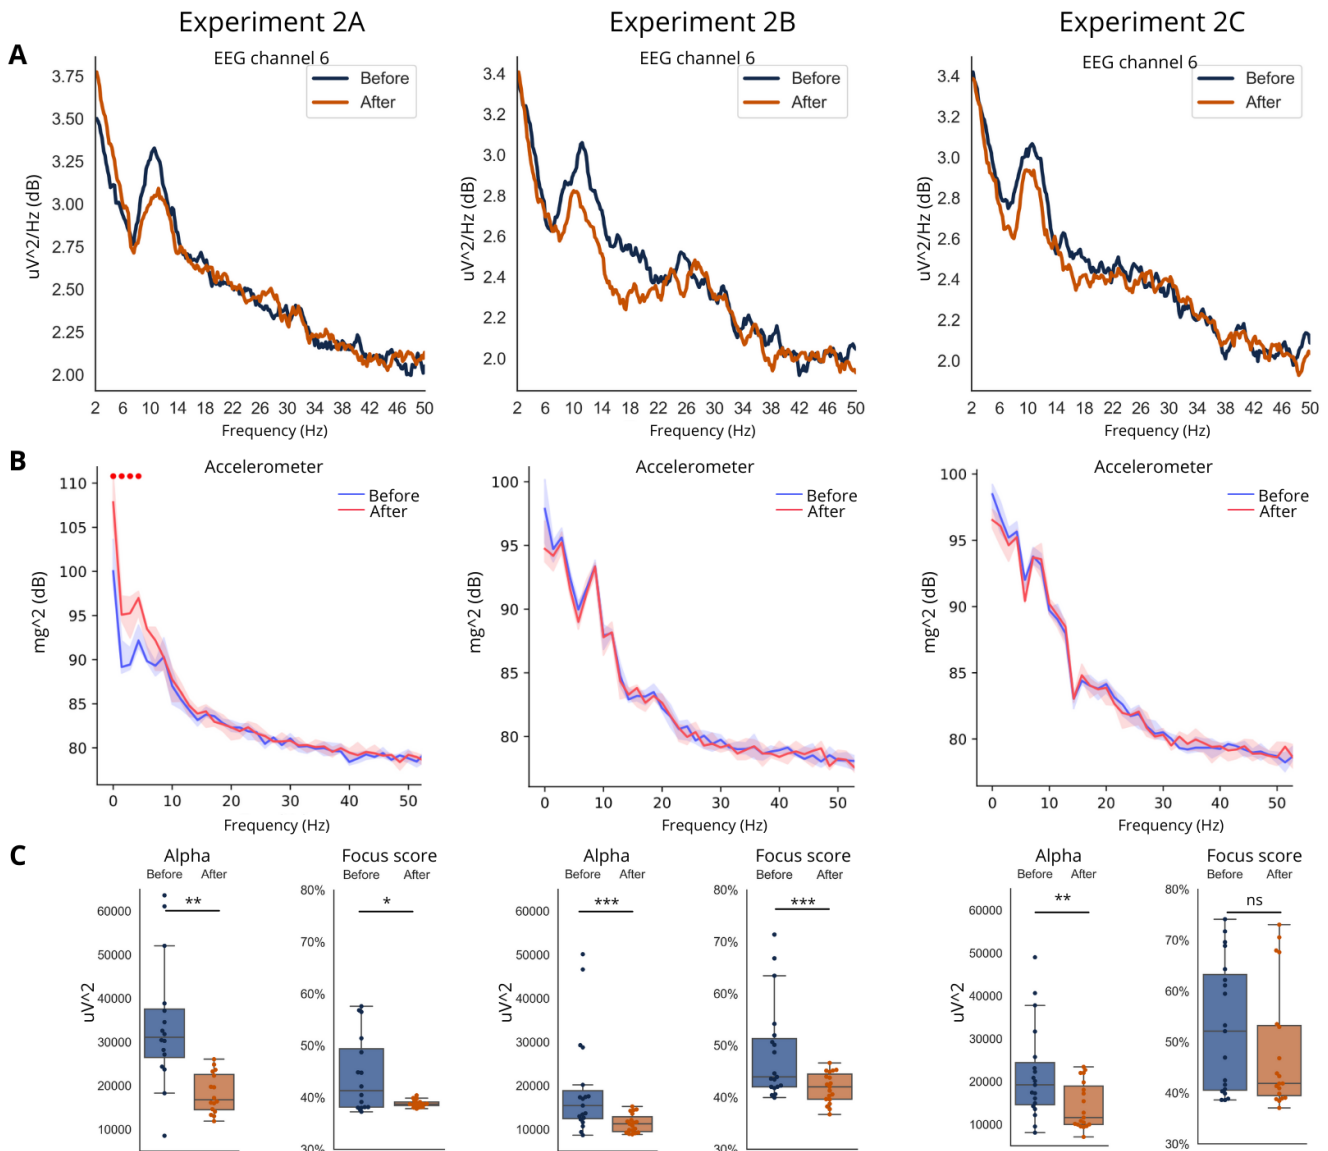 Experiment 2A Experiment 2B Experiment 2C
A
EEG channel 6
Before
After
3.75
3.50
3.25
3.00
2.75
2.50
2.25
2.00
uV^2/Hz (dB)
2 6 10 14 18 22 26 30 34 38 42 46 50
Frequency (Hz)
EEG channel 6
Before
After
3.4
3.2
3.0
2.8
2.6
2.4
2.2
2.0
uV^2/Hz (dB)
2 6 10 14 18 22 26 30 34 38 42 46 50
Frequency (Hz)
EEG channel 6
Before
After
3.4
3.2
3.0
2.8
2.6
2.4
2.2
2.0
uV^2/Hz (dB)
2 6 10 14 18 22 26 30 34 38 42 46 50
Frequency (Hz)
B
Accelerometer
Before
After
110
105
100
95
90
85
80
mg^2 (dB)
0 10 20 30 40 50
Frequency (Hz)
Accelerometer
Before
After
100
95
90
85
80
mg^2 (dB)
0 10 20 30 40 50
Frequency (Hz)
Accelerometer
Before
After
100
95
90
85
80
mg^2 (dB)
0 10 20 30 40 50
Frequency (Hz)
C
Alpha
Before After
**
60000
50000
40000
30000
20000
10000
uV^2
Focus score
Before After
*
80%
70%
60%
50%
40%
30%
Alpha
Before After
***
60000
50000
40000
30000
20000
10000
uV^2
Focus score
Before After
***
80%
70%
60%
50%
40%
30%
Alpha
Before After
**
60000
50000
40000
30000
20000
10000
uV^2
Focus score
Before After
ns
80%
70%
60%
50%
40%
30%